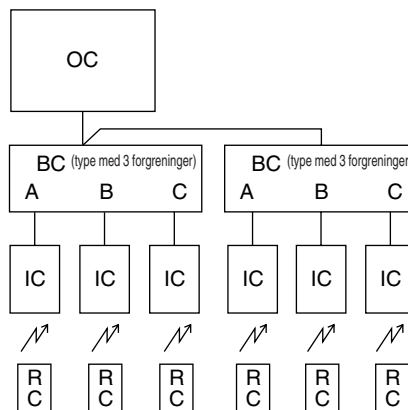 OC
BC (type med 3 forgreninger) BC (type med 3 forgreninger
A B C A B C
IC IC IC IC IC IC
R R R R R R
C C C C C C